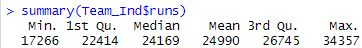 > summary(Team_Ind$runs)
Min. 1st Qu. Median Mean 3rd Qu. Max.
17266 22414 24169 24990 26745 34357